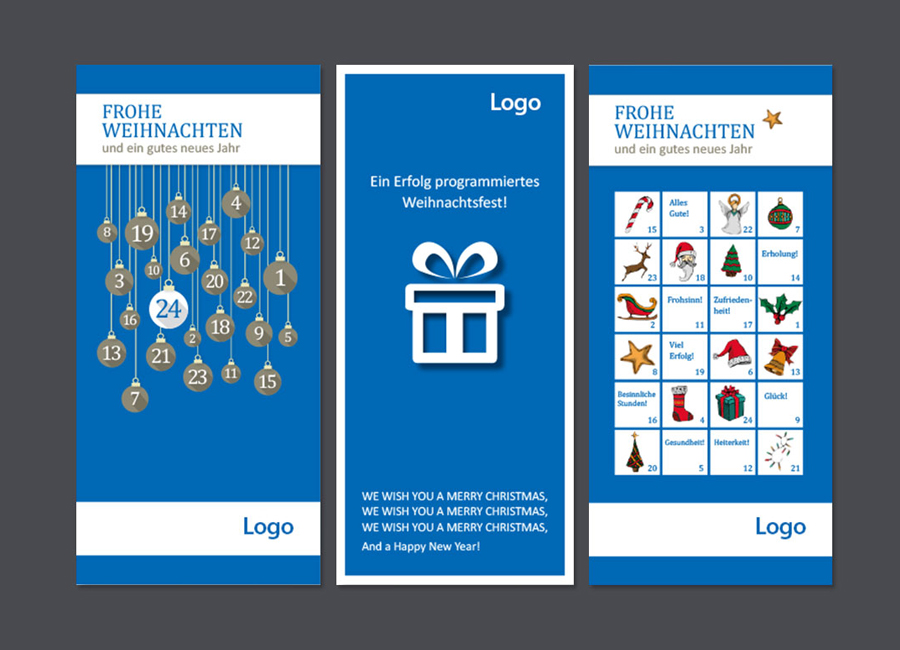 FROHE
WEIHNACHTEN
und ein gutes neues Jahr
4
14
8
19
17
12
6
10
3
20
1
22
24
16
18
2
9
5
13
21
11
23
15
7
Logo
Logo
Ein Erfolg programmiertes
Weihnachtsfest!
WE WISH YOU A MERRY CHRISTMAS,
WE WISH YOU A MERRY CHRISTMAS,
WE WISH YOU A MERRY CHRISTMAS,
And a Happy New Year!
FROHE
WEIHNACHTEN
und ein gutes neues Jahr
15
Alles
Gute!
3
22
7
23
18
10
Erholung!
14
2
Frohsinn!
11
Zufrieden-
heit!
17
1
8
Viel
Erfolg!
19
6
13
Besinnliche
Stunden!
16
4
24
Glück!
9
20
Gesundheit!
5
Heiterkeit!
12
21
Logo